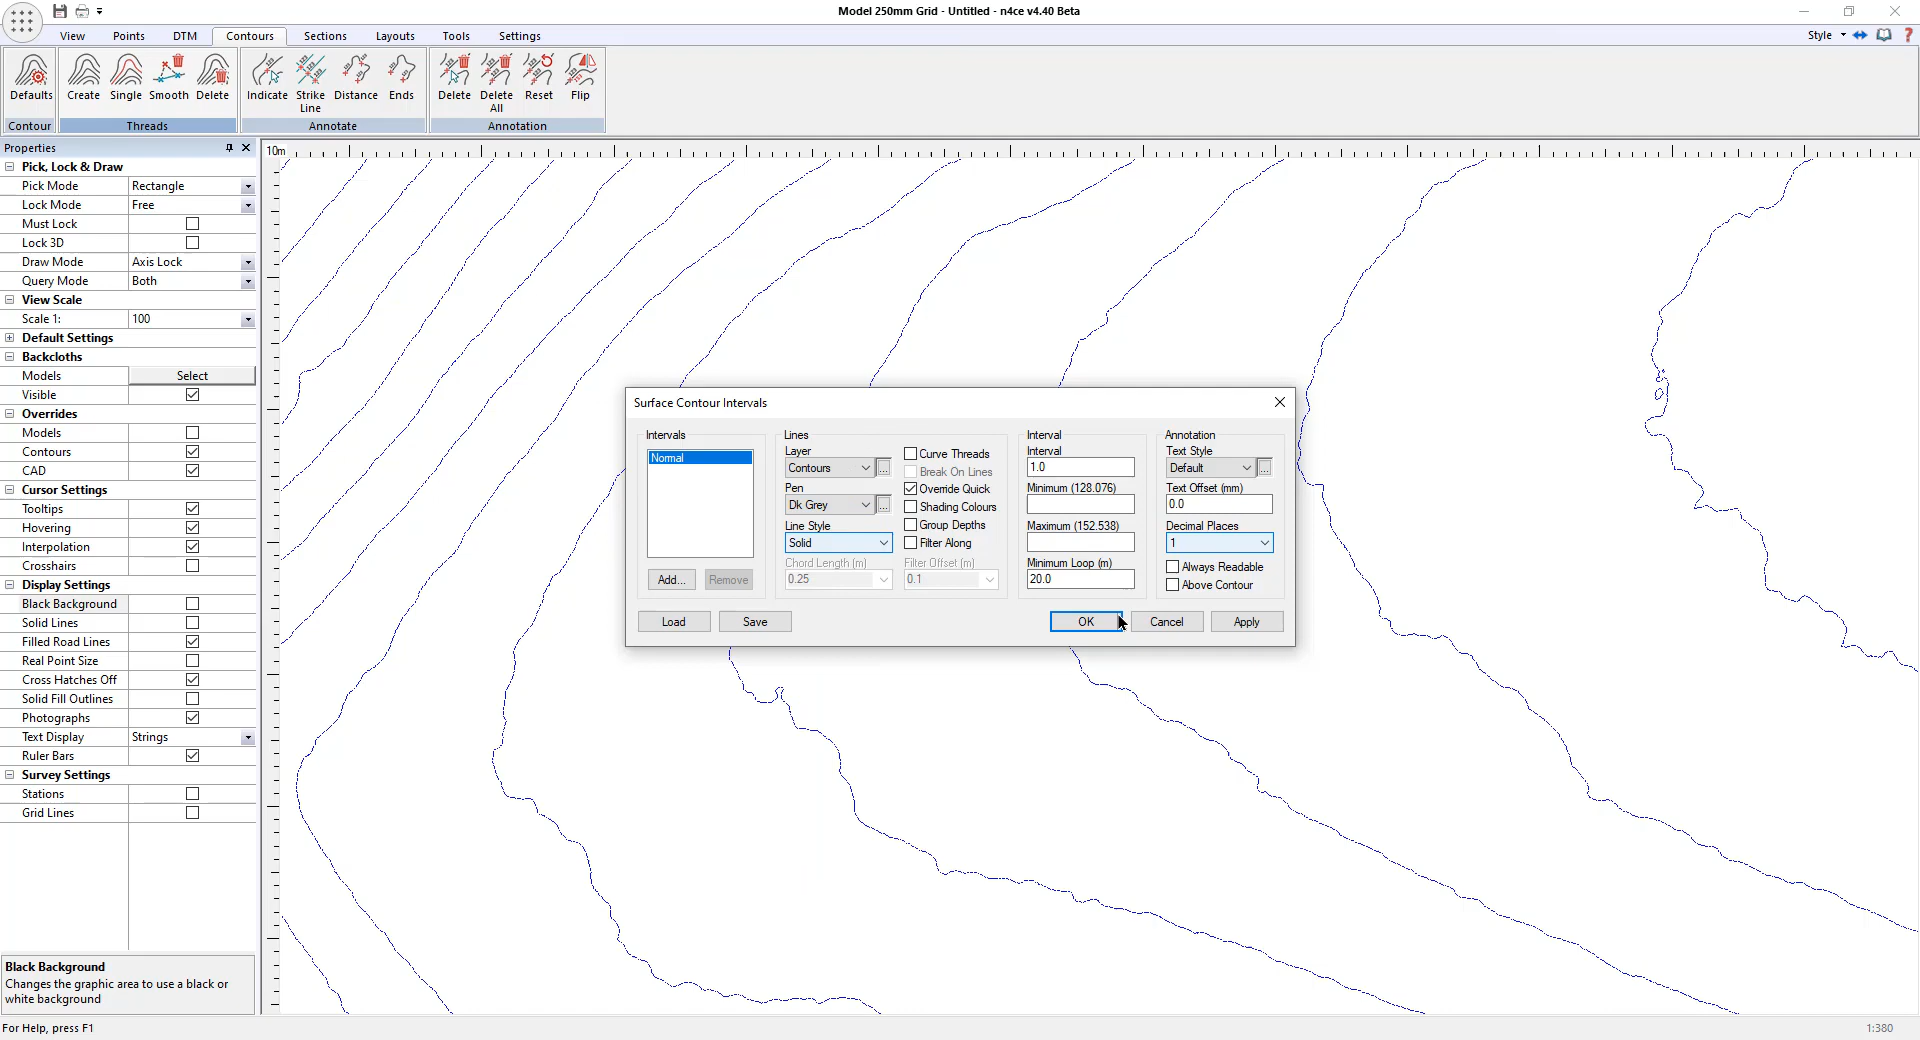 Model 250mm Grid - Untitled - n4ce v4.40 Beta
View Points DTM Contours Sections Layouts Tools Settings
Style
Defaults Create Single Smooth Delete Indicate Strike Line Distance Ends Delete Delete All Reset Flip
Contour Threads Annotate Annotation
Properties
10m
Pick, Lock & Draw
Pick Mode Rectangle
Lock Mode Free
Must Lock
Lock 3D
Draw Mode Axis Lock
Query Mode Both
View Scale
Scale 1: 100
Default Settings
Backcloths
Models Select
Visible
Overrides
Models
Contours
CAD
Cursor Settings
Tooltips
Hovering
Interpolation
Crosshairs
Display Settings
Black Background
Solid Lines
Filled Road Lines
Real Point Size
Cross Hatches Off
Solid Fill Outlines
Photographs
Text Display Strings
Ruler Bars
Survey Settings
Stations
Grid Lines
Black Background
Changes the graphic area to use a black or
white background
Surface Contour Intervals
Intervals
Normal
Add... Remove
Lines
Layer
Contours ...
Pen
Dk Grey ...
Line Style
Solid
Chord Length (m)
0.25
Curve Threads
Break On Lines
Override Quick
Shading Colours
Group Depths
Filter Along
Filter Offset (m)
0.1
Interval
Interval
1.0
Minimum (128.076)
Maximum (152.538)
Minimum Loop (m)
20.0
Annotation
Text Style
Default ...
Text Offset (mm)
0.0
Decimal Places
1
Always Readable
Above Contour
Load Save OK Cancel Apply
For Help, press F1
1:380